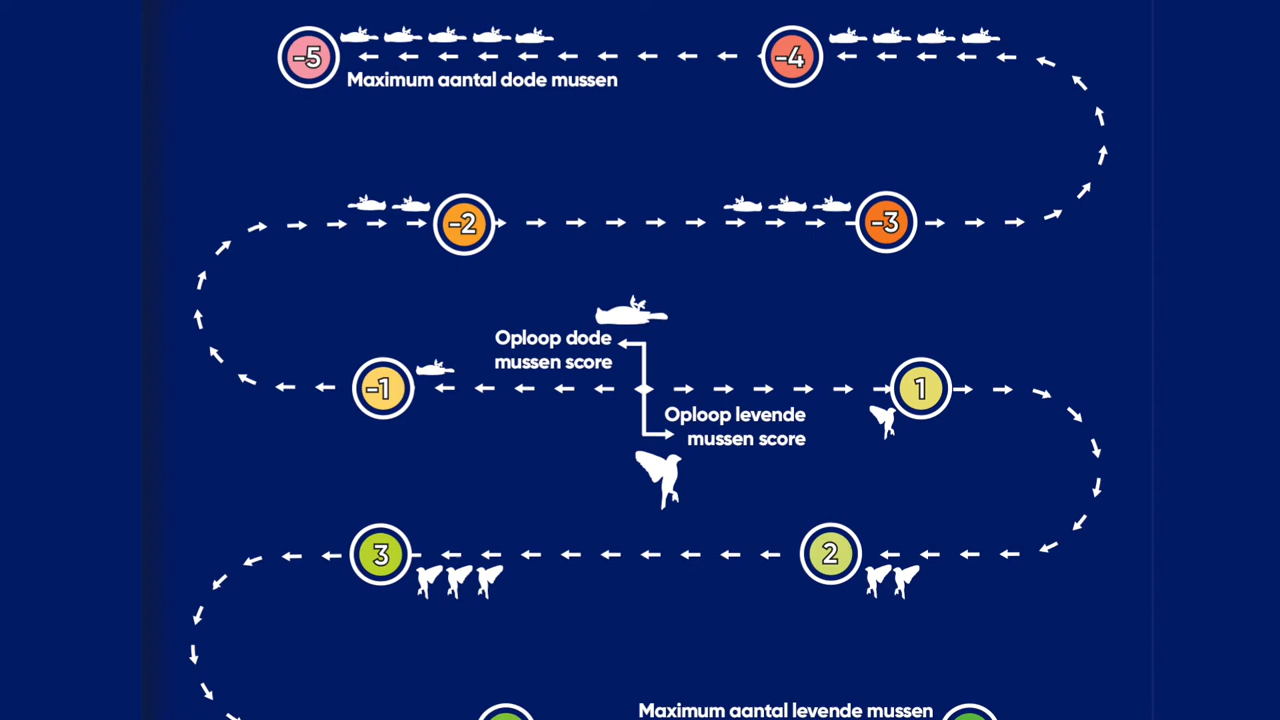 -5
-4
Maximum aantal dode mussen
-2
-3
Oploop dode
mussen score
-1
1
Oploop levende
mussen score
3
2
Maximum aantal levende mussen